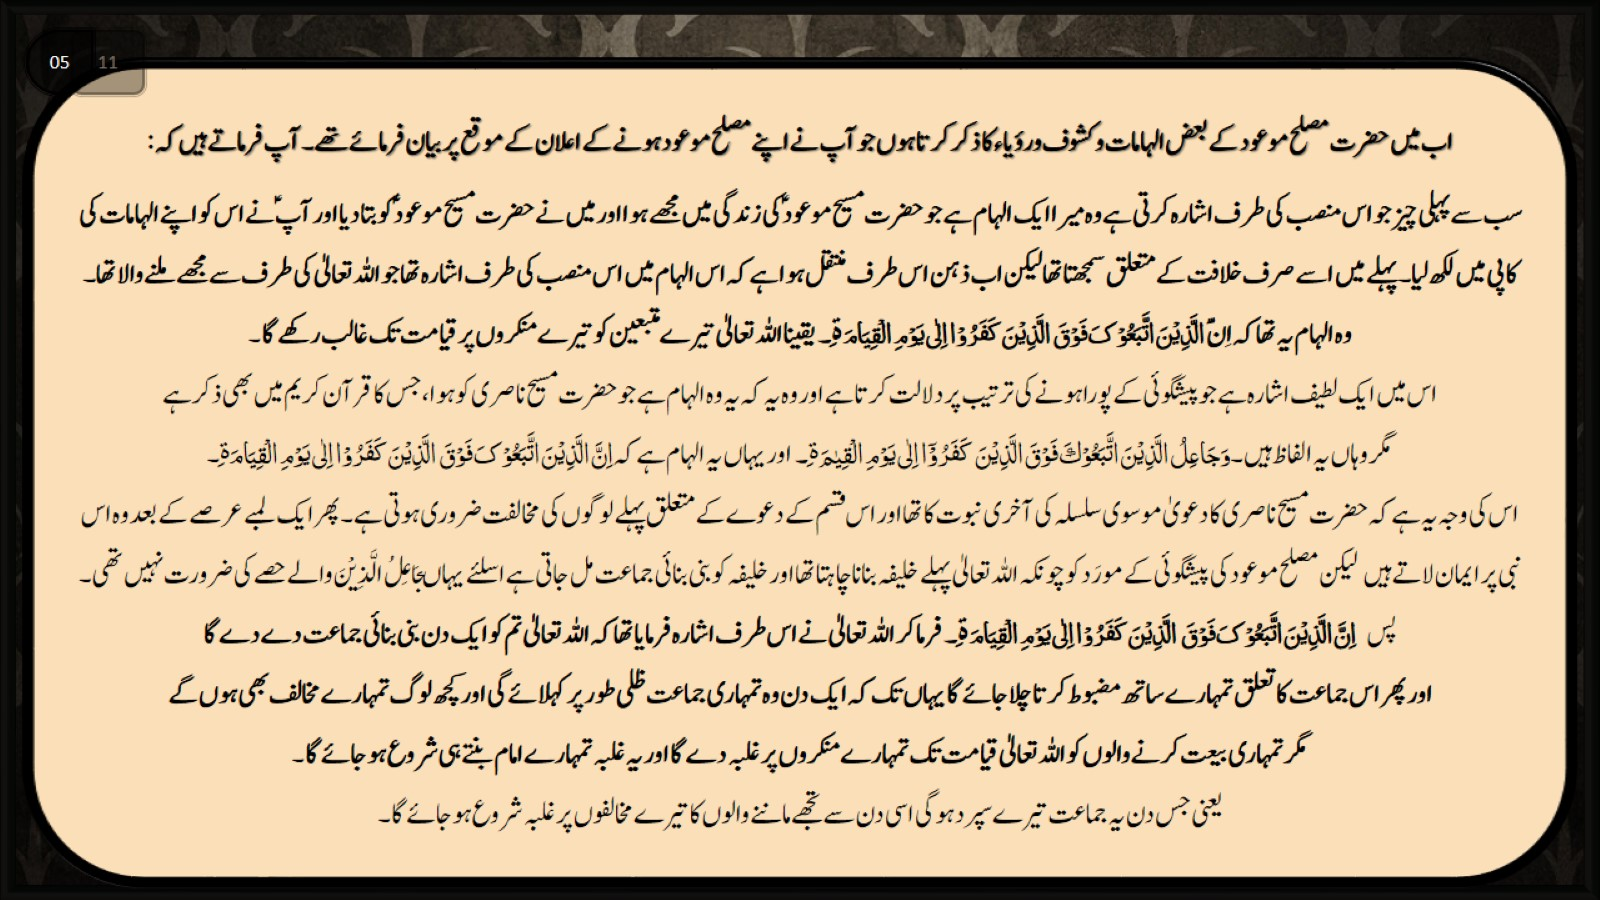 05
11
اب میں حضرت مصلح موعود کے بعض الہامات و کشوف و رؤیاء کا ذکر کرتا ہوں جو آپ نے اپنے مصلح موعود ہونے کے اعلان کے موقع پر بیان فرمائے تھے۔ آپ فرماتے ہیں کہ:
سب سے پہلی چیز جو اس منصب کی طرف اشارہ کرتی ہے وہ میرا ایک الہام ہے جو حضرت مسیح موعودؑ کی زندگی میں مجھے ہوا اور میں نے حضرت مسیح موعودؑ کو بتا دیا اور آپؑ نے اس کو اپنے الہامات کی
کاپی میں لکھ لیا۔ پہلے میں اسے صرف خلافت کے متعلق سمجھتا تھا لیکن اب ذہن اس طرف منتقل ہوا ہے کہ اس الہام میں اس منصب کی طرف اشارہ تھا جو اللہ تعالیٰ کی طرف سے مجھے ملنے والا تھا۔
وہ الہام یہ تھا کہ اِنّ الَّذِيْنَ اتَّبَعُوْ کَ فَوْقَ الَّذِيْنَ کَفَرُوْا اِلٰی يَوْمِ الْقِيَامَةِ۔ یقینا اللہ تعالیٰ تیرے متبعین کو تیرے منکروں پر قیامت تک غالب رکھے گا۔
اس میں ایک لطیف اشارہ ہے جو پیشگوئی کے پورا ہونے کی ترتیب پر دلالت کرتا ہے اور وہ یہ کہ یہ وہ الہام ہے جو حضرت مسیح ناصری کو ہوا، جس کا قرآن کریم میں بھی ذکر ہے
مگر وہاں یہ الفاظ ہیں۔ وَجَاعِلُ الَّذِيْنَ اتَّبَعُوْكَ فَوْقَ الَّذِيْنَ كَفَرُوْٓا اِلٰى يَوْمِ الْقِيٰمَةِ۔ اور یہاں یہ الہام ہے کہ اِنَّ الَّذِيْنَ اتَّبَعُوْ کَ فَوْقَ الَّذِيْنَ کَفَرُوْا اِلٰی يَوْمِ الْقِيَامَةِ۔
اس کی وجہ یہ ہے کہ حضرت مسیح ناصری کا دعویٰ موسوی سلسلہ کی آخری نبوت کا تھا اور اس قسم کے دعوے کے متعلق پہلے لوگوں کی مخالفت ضروری ہوتی ہے۔ پھر ایک لمبے عرصے کے بعد وہ اس
نبی پر ایمان لاتے ہیں لیکن مصلح موعود کی پیشگوئی کے مورَد کو چونکہ اللہ تعالیٰ پہلے خلیفہ بنانا چاہتا تھا اور خلیفہ کو بنی بنائی جماعت مل جاتی ہے اسلئے یہاں جَاعِلُ الَّذِيْنَ والے حصے کی ضرورت نہیں تھی۔
پس اِنَّ الَّذِيْنَ اتَّبَعُوْ کَ فَوْقَ الَّذِيْنَ کَفَرُوْا اِلٰی يَوْمِ الْقِيَامَةِ۔ فرما کر اللہ تعالیٰ نے اس طرف اشارہ فرمایا تھا کہ اللہ تعالیٰ تم کو ایک دن بنی بنائی جماعت دے دے گا
اور پھر اس جماعت کا تعلق تمہارے ساتھ مضبوط کرتا چلا جائے گا یہاں تک کہ ایک دن وہ تمہاری جماعت ظلی طور پر کہلائے گی اور کچھ لوگ تمہارے مخالف بھی ہوں گے
مگر تمہاری بیعت کرنے والوں کو اللہ تعالیٰ قیامت تک تمہارے منکروں پر غلبہ دے گا اور یہ غلبہ تمہارے امام بنتے ہی شروع ہو جائے گا۔
یعنی جس دن یہ جماعت تیرے سپرد ہو گی اسی دن سے تجھے ماننے والوں کا تیرے مخالفوں پر غلبہ شروع ہو جائے گا۔